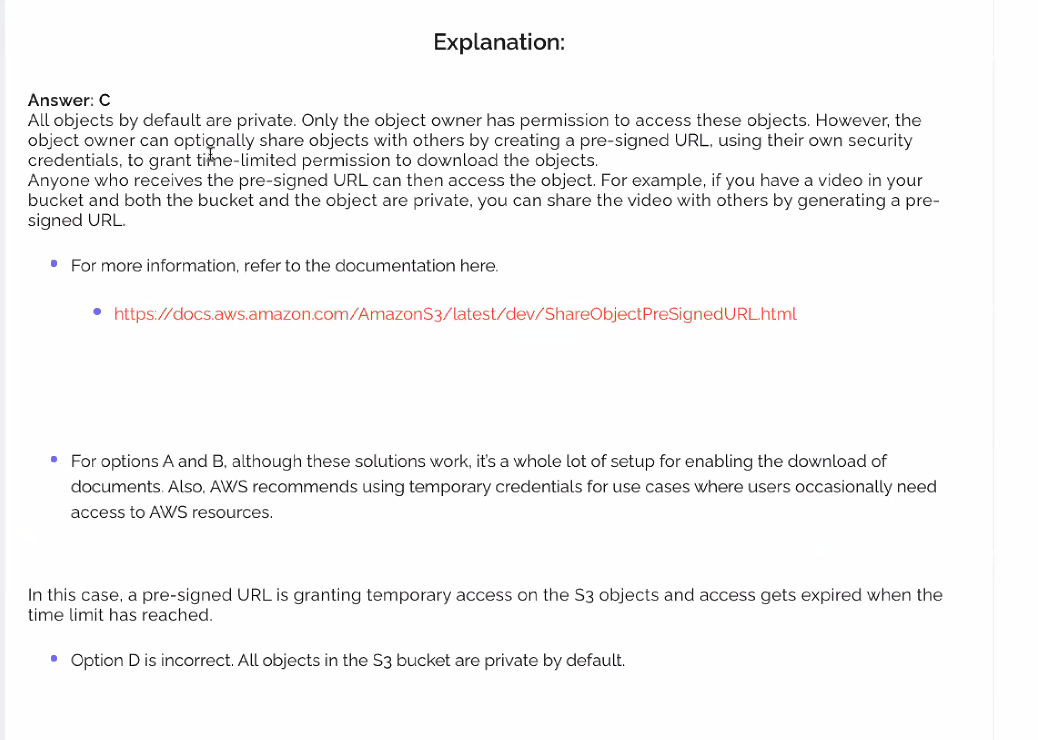 Explanation:
Answer: C
All objects by default are private. Only the object owner has permission to access these objects. However, the
object owner can optionally share objects with others by creating a pre-signed URL, using their own security
credentials, to grant time-limited permission to download the objects.
Anyone who receives the pre-signed URL can then access the object. For example, if you have a video in your
bucket and both the bucket and the object are private, you can share the video with others by generating a pre-
signed URL.
For more information, refer to the documentation here.
https://docs.aws.amazon.com/AmazonS3/latest/dev/ShareObjectPreSignedURL.html
For options A and B, although these solutions work, it's a whole lot of setup for enabling the download of
documents. Also, AWS recommends using temporary credentials for use cases where users occasionally need
access to AWS resources.
In this case, a pre-signed URL is granting temporary access on the S3 objects and access gets expired when the
time limit has reached.
Option D is incorrect. All objects in the S3 bucket are private by default.